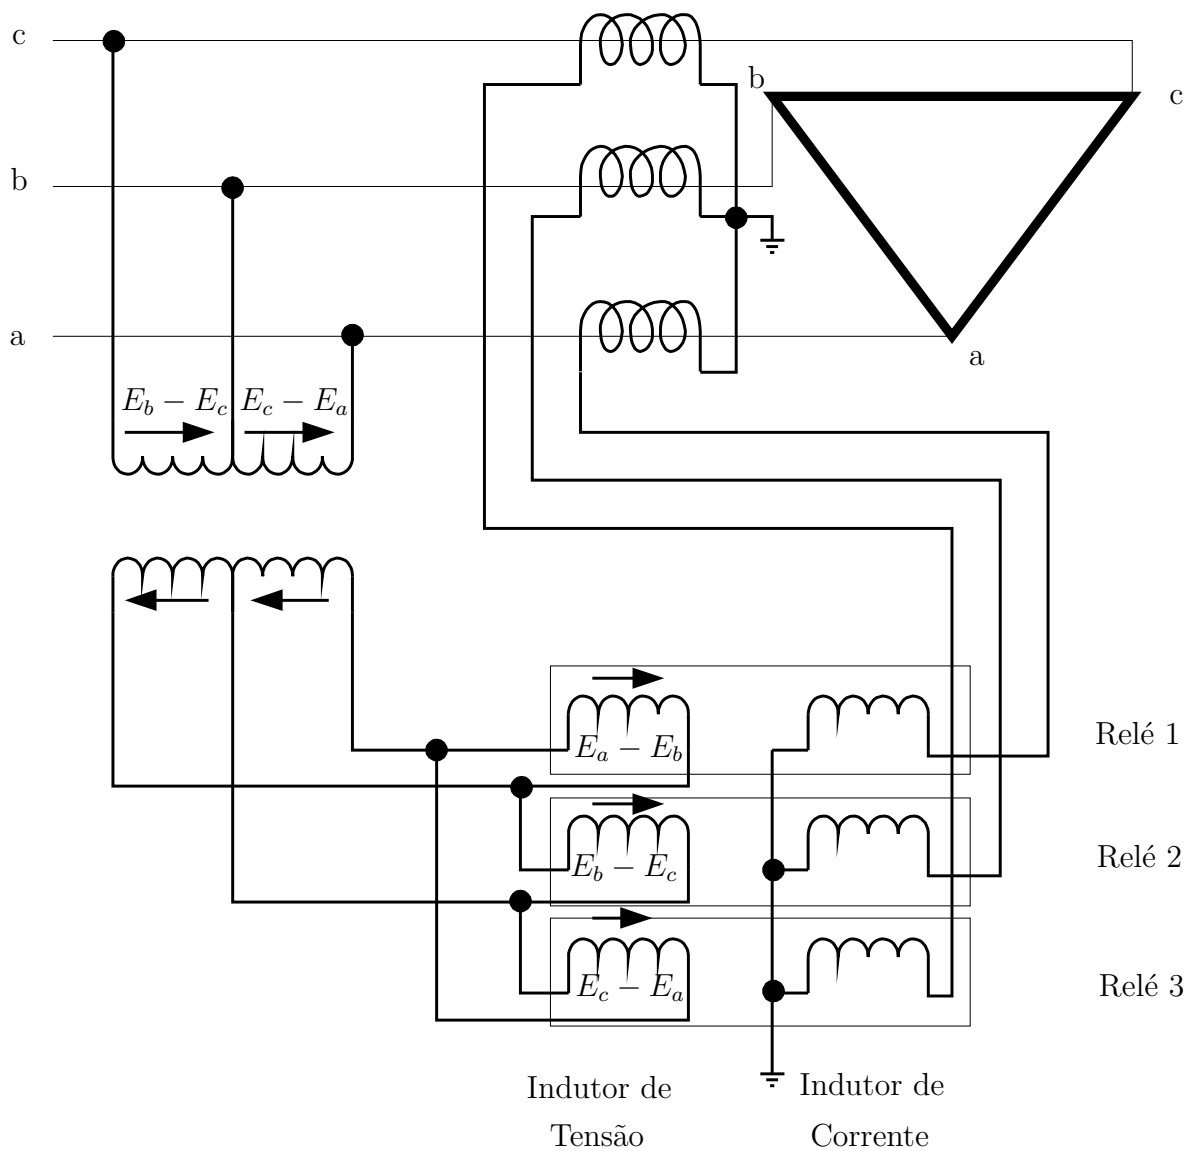 c
b
c
b
a
a
E_b − E_c E_c − E_a
E_a − E_b
Relé 1
E_b − E_c
Relé 2
E_c − E_a
Relé 3
Indutor de
Tensão
Indutor de
Corrente